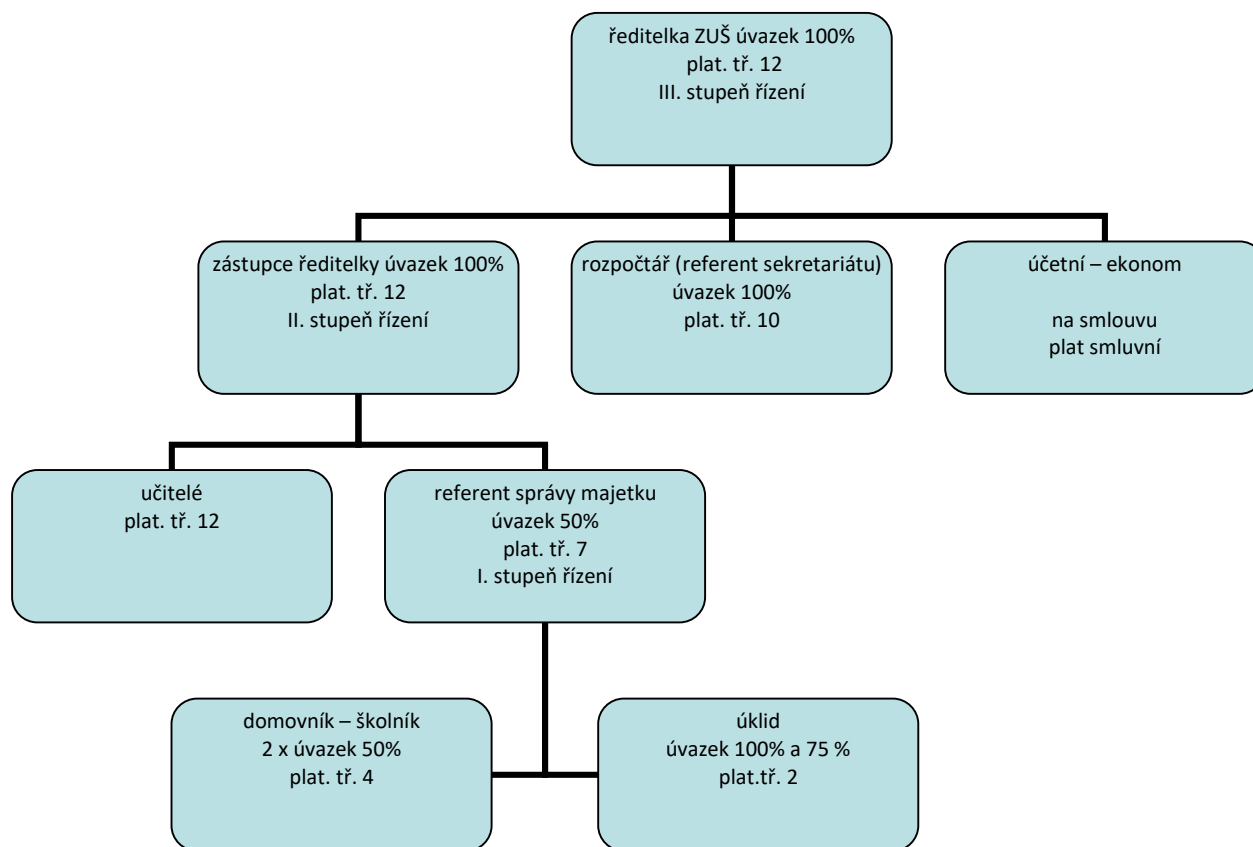 ředitelka ZUŠ úvazek 100%
plat. tř. 12
III. stupeň řízení
zástupce ředitelky úvazek 100%
plat. tř. 12
II. stupeň řízení
rozpočtář (referent sekretariátu)
úvazek 100%
plat. tř. 10
účetní – ekonom
na smlouvu
plat smluvní
učitelé
plat. tř. 12
referent správy majetku
úvazek 50%
plat. tř. 7
I. stupeň řízení
domovník – školník
2 x úvazek 50%
plat. tř. 4
úklid
úvazek 100% a 75 %
plat.tř. 2